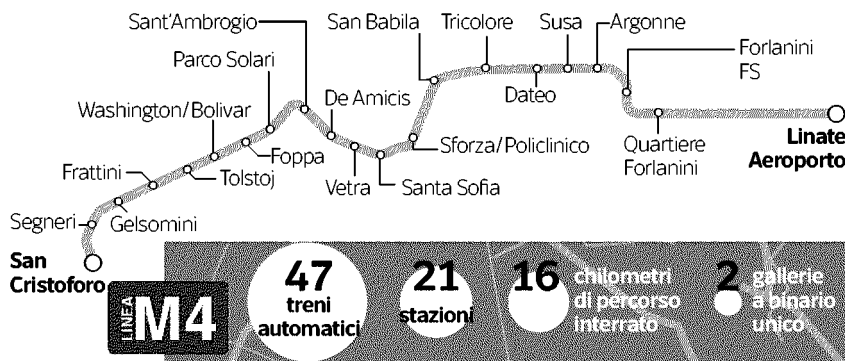 Sant'Ambrogio
San Babila
Tricolore
Susa
Argonne
Parco Solari
Forlanini
FS
De Amicis
Dateo
Washington/Bolivar
Foppa
Sforza/Policlinico
Quartiere
Forlanini
Linate
Aeroporto
Frattini
Tolstoj
Vetra
Santa Sofia
Segneri
Gelsomini
San
Cristoforo
LINEA
M4
47
treni
automatici
21
stazioni
16
chilometri
di percorso
interrato
2
gallerie
a binario
unico